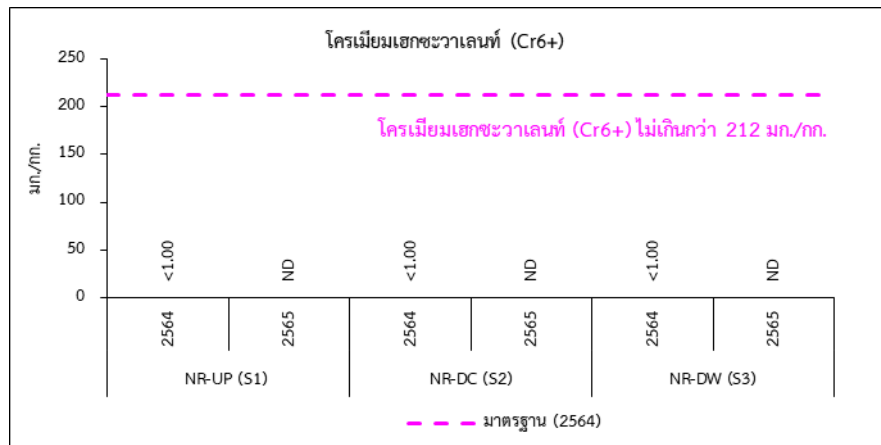 โครเมียมเฮกซะวาเลนท์ (Cr6+)
250
200
150
100
50
0
มก./กก.
โครเมียมเฮกซะวาเลนท์ (Cr6+) ไม่เกินกว่า 212 มก./กก.
<1.00 ND <1.00 ND <1.00 ND
2564 2565 2564 2565 2564 2565
NR-UP (S1) NR-DC (S2) NR-DW (S3)
มาตรฐาน (2564)